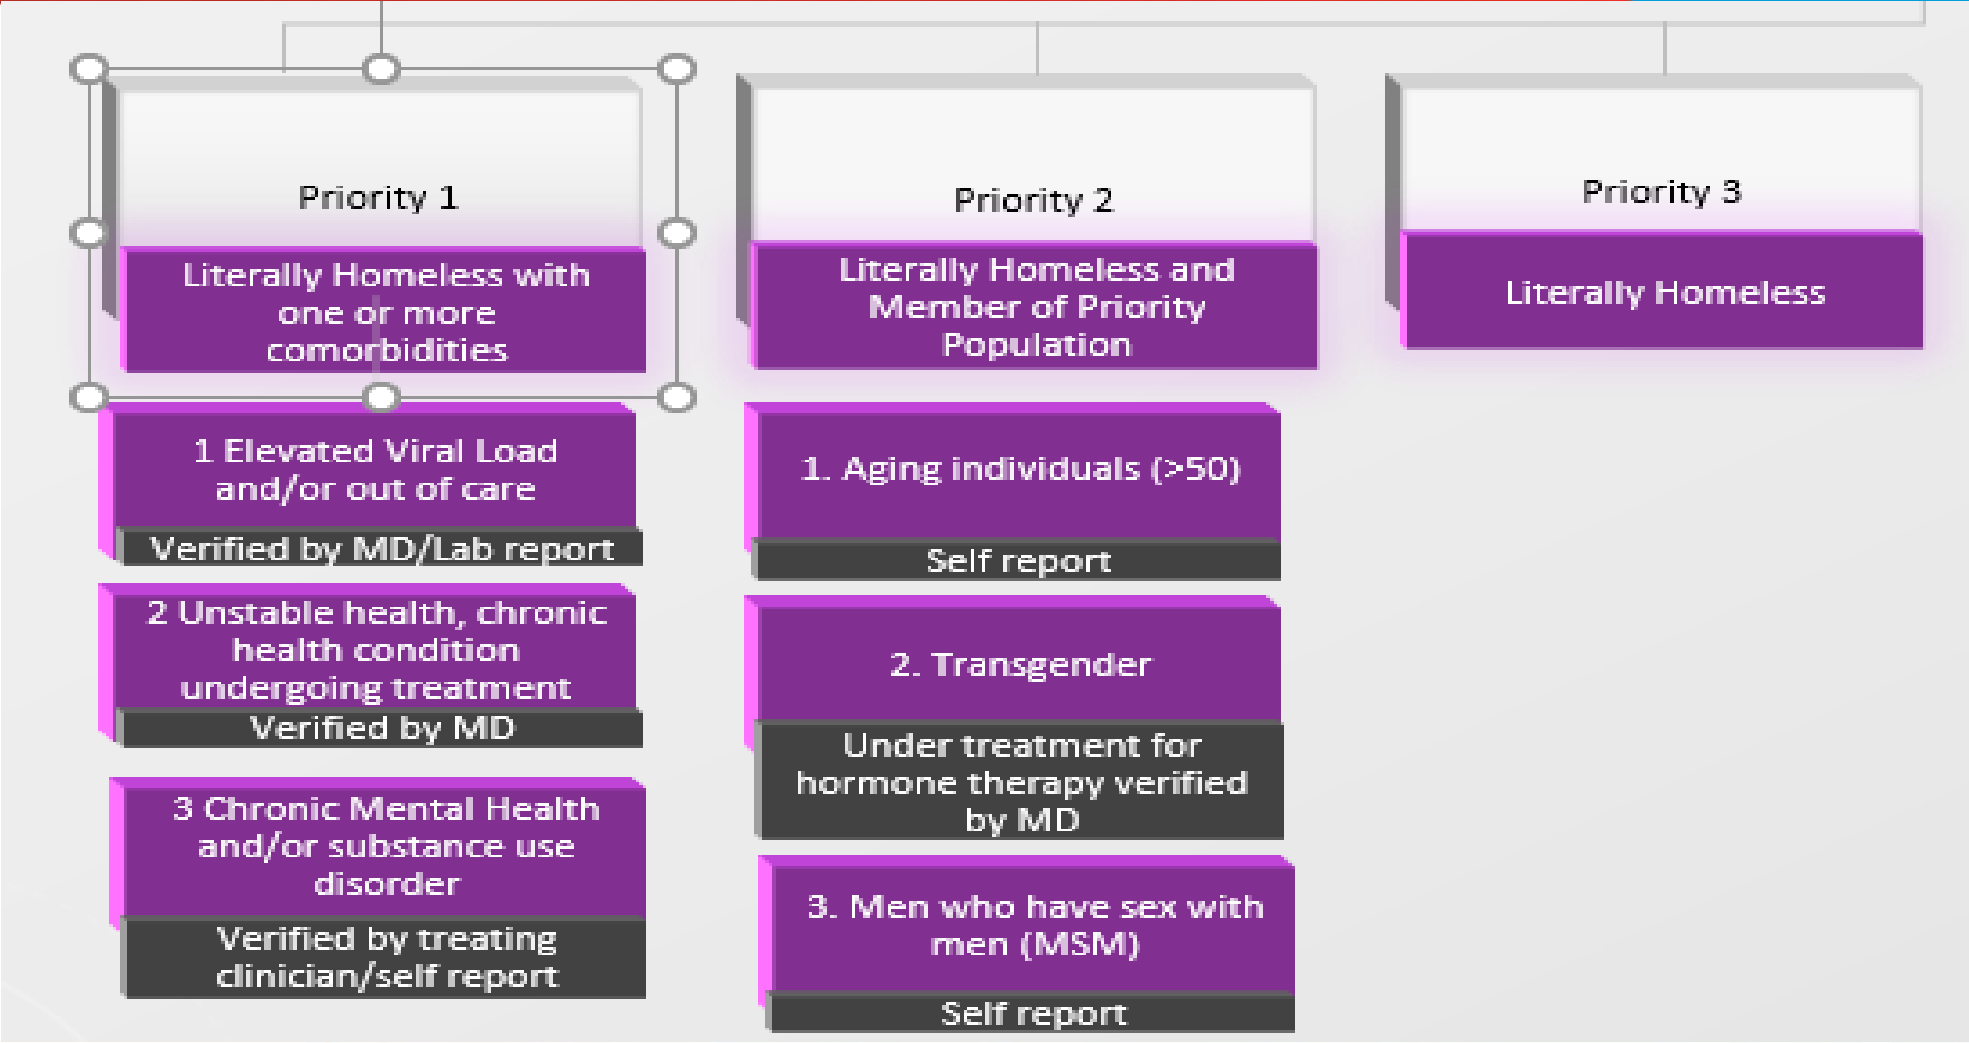 Priority 1
Literally Homeless with
one or more
comorbidities
1 Elevated Viral Load
and/or out of care
Verified by MD/Lab report
2 Unstable health, chronic
health condition
undergoing treatment
Verified by MD
3 Chronic Mental Health
and/or substance use
disorder
Verified by treating
clinician/self report
Priority 2
Literally Homeless and
Member of Priority
Population
1. Aging individuals (>50)
Self report
2. Transgender
Under treatment for
hormone therapy verified
by MD
3. Men who have sex with
men (MSM)
Self report
Priority 3
Literally Homeless